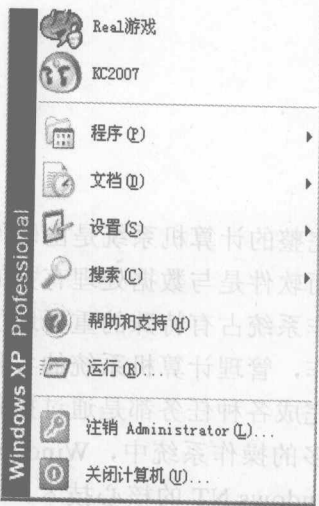 Real游戏
KC2007
程序(P)
文档(D)
设置(S)
搜索(C)
帮助和支持(H)
运行(R)...
注销 Administrator(L)...
关闭计算机(U)...
Windows XP Professional